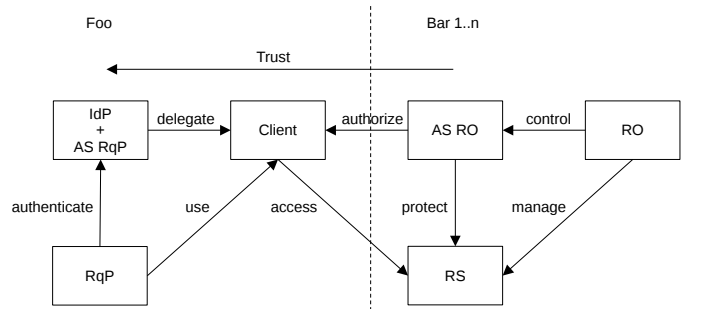 Foo
Bar 1..n
Trust
IdP
+
AS RqP
delegate
Client
authorize
AS RO
control
RO
authenticate
use
access
protect
manage
RqP
RS